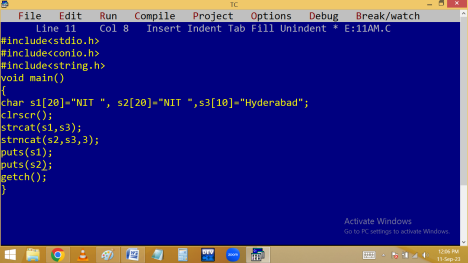 TC
File Edit Run Compile Project Options Debug Break/watch
Line 11 Col 8 Insert Indent Tab Fill Unindent * E:11AM.C
#include<stdio.h>
#include<conio.h>
#include<string.h>
void main()
{
char s1[20]="NIT ", s2[20]="NIT ",s3[10]="Hyderabad";
clrscr();
strcat(s1,s3);
strncat(s2,s3,3);
puts(s1);
puts(s2);
getch();
}
Activate Windows
Go to PC settings to activate Windows.
12:06 PM
11-Sep-23